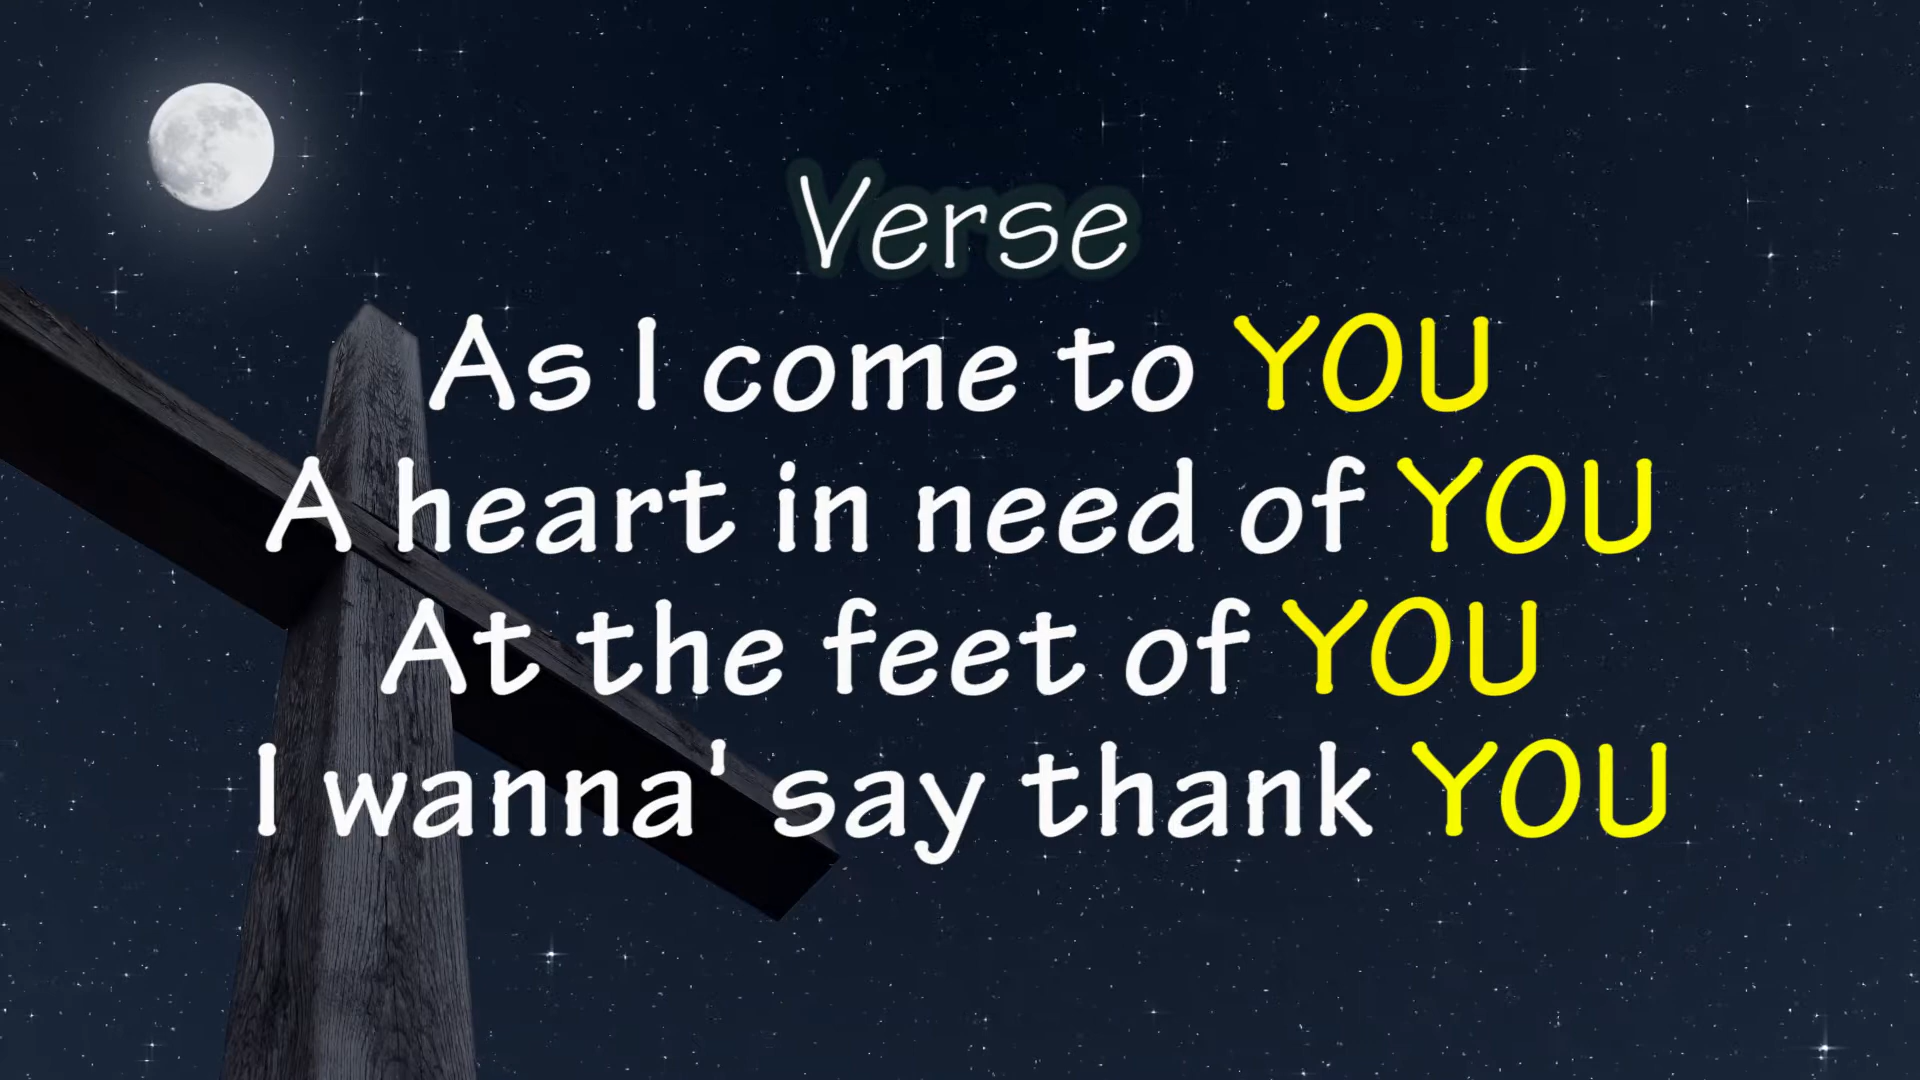 Verse
As I come to YOU
A heart in need of YOU
At the feet of YOU
I wanna' say thank YOU